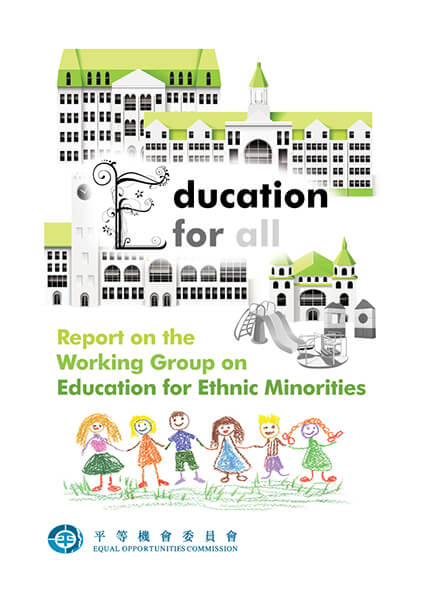 Education
for all
Report on the
Working Group on
Education for Ethnic Minorities
平等機會委員會
EQUAL OPPORTUNITIES COMMISSION